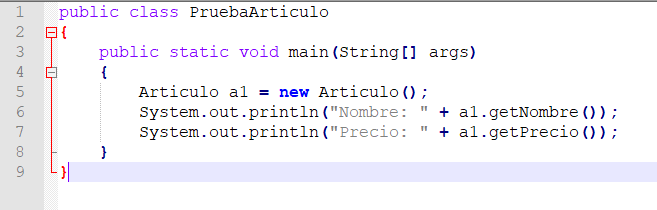 1 public class PruebaArticulo
2 {
3 public static void main(String[] args)
4 {
5 Articulo a1 = new Articulo();
6 System.out.println("Nombre: " + a1.getNombre());
7 System.out.println("Precio: " + a1.getPrecio());
8 }
9 }